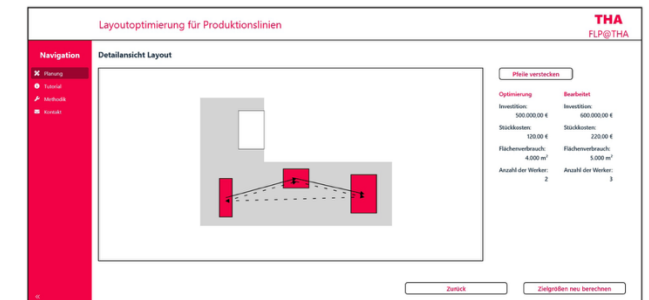 Layoutoptimierung für Produktionslinien
THA
FLP@THA
Navigation
Planung
Tutorial
Methodik
Kontakt
«
Detailansicht Layout
Pfeile verstecken
Optimierung
Investition:
500.000,00 €
Stückkosten:
120,00 €
Flächenverbrauch:
4.000 m²
Anzahl der Werker:
2
Bearbeitet
Investition:
600.000,00 €
Stückkosten:
220,00 €
Flächenverbrauch:
5.000 m²
Anzahl der Werker:
3
Zurück
Zielgrößen neu berechnen